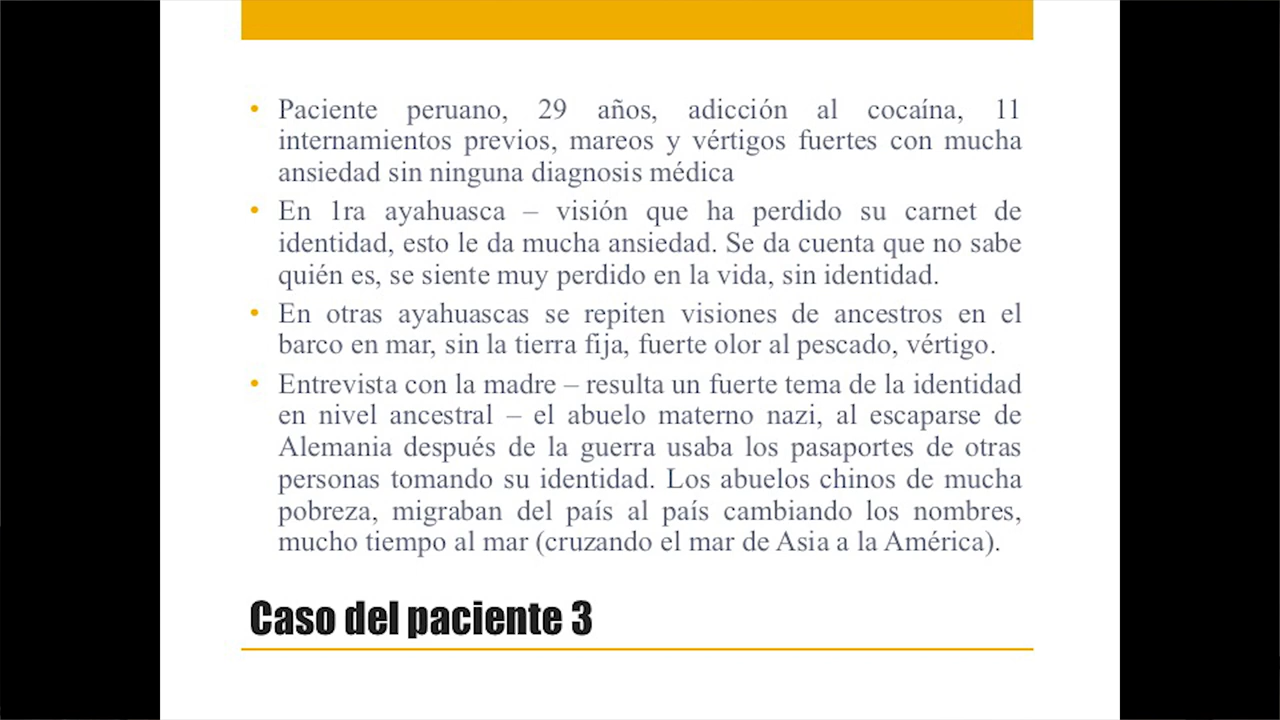 • Paciente peruano, 29 años, adicción al cocaína, 11
internamientos previos, mareos y vértigos fuertes con mucha
ansiedad sin ninguna diagnosis médica
• En 1ra ayahuasca – visión que ha perdido su carnet de
identidad, esto le da mucha ansiedad. Se da cuenta que no sabe
quién es, se siente muy perdido en la vida, sin identidad.
• En otras ayahuascas se repiten visiones de ancestros en el
barco en mar, sin la tierra fija, fuerte olor al pescado, vértigo.
• Entrevista con la madre – resulta un fuerte tema de la identidad
en nivel ancestral – el abuelo materno nazi, al escaparse de
Alemania después de la guerra usaba los pasaportes de otras
personas tomando su identidad. Los abuelos chinos de mucha
pobreza, migraban del país al país cambiando los nombres,
mucho tiempo al mar (cruzando el mar de Asia a la América).
Caso del paciente 3